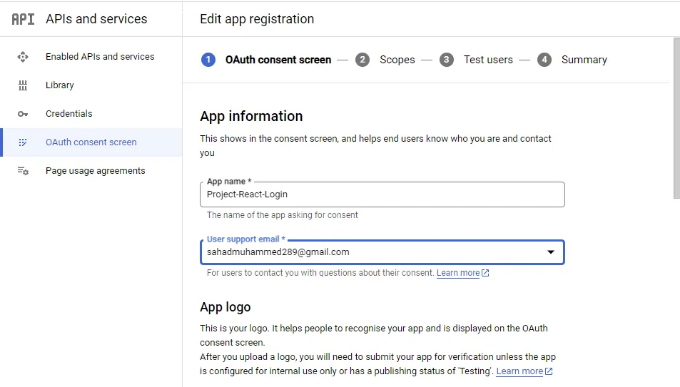 API APIs and services
Edit app registration
Enabled APIs and services
Library
Credentials
OAuth consent screen
Page usage agreements
1 OAuth consent screen — 2 Scopes — 3 Test users — 4 Summary
App information
This shows in the consent screen, and helps end users know who you are and contact
you
App name *
Project-React-Login
The name of the app asking for consent
User support email *
sahadmuhammed289@gmail.com
For users to contact you with questions about their consent. Learn more
App logo
This is your logo. It helps people to recognise your app and is displayed on the OAuth
consent screen.
After you upload a logo, you will need to submit your app for verification unless the app
is configured for internal use only or has a publishing status of 'Testing'. Learn more